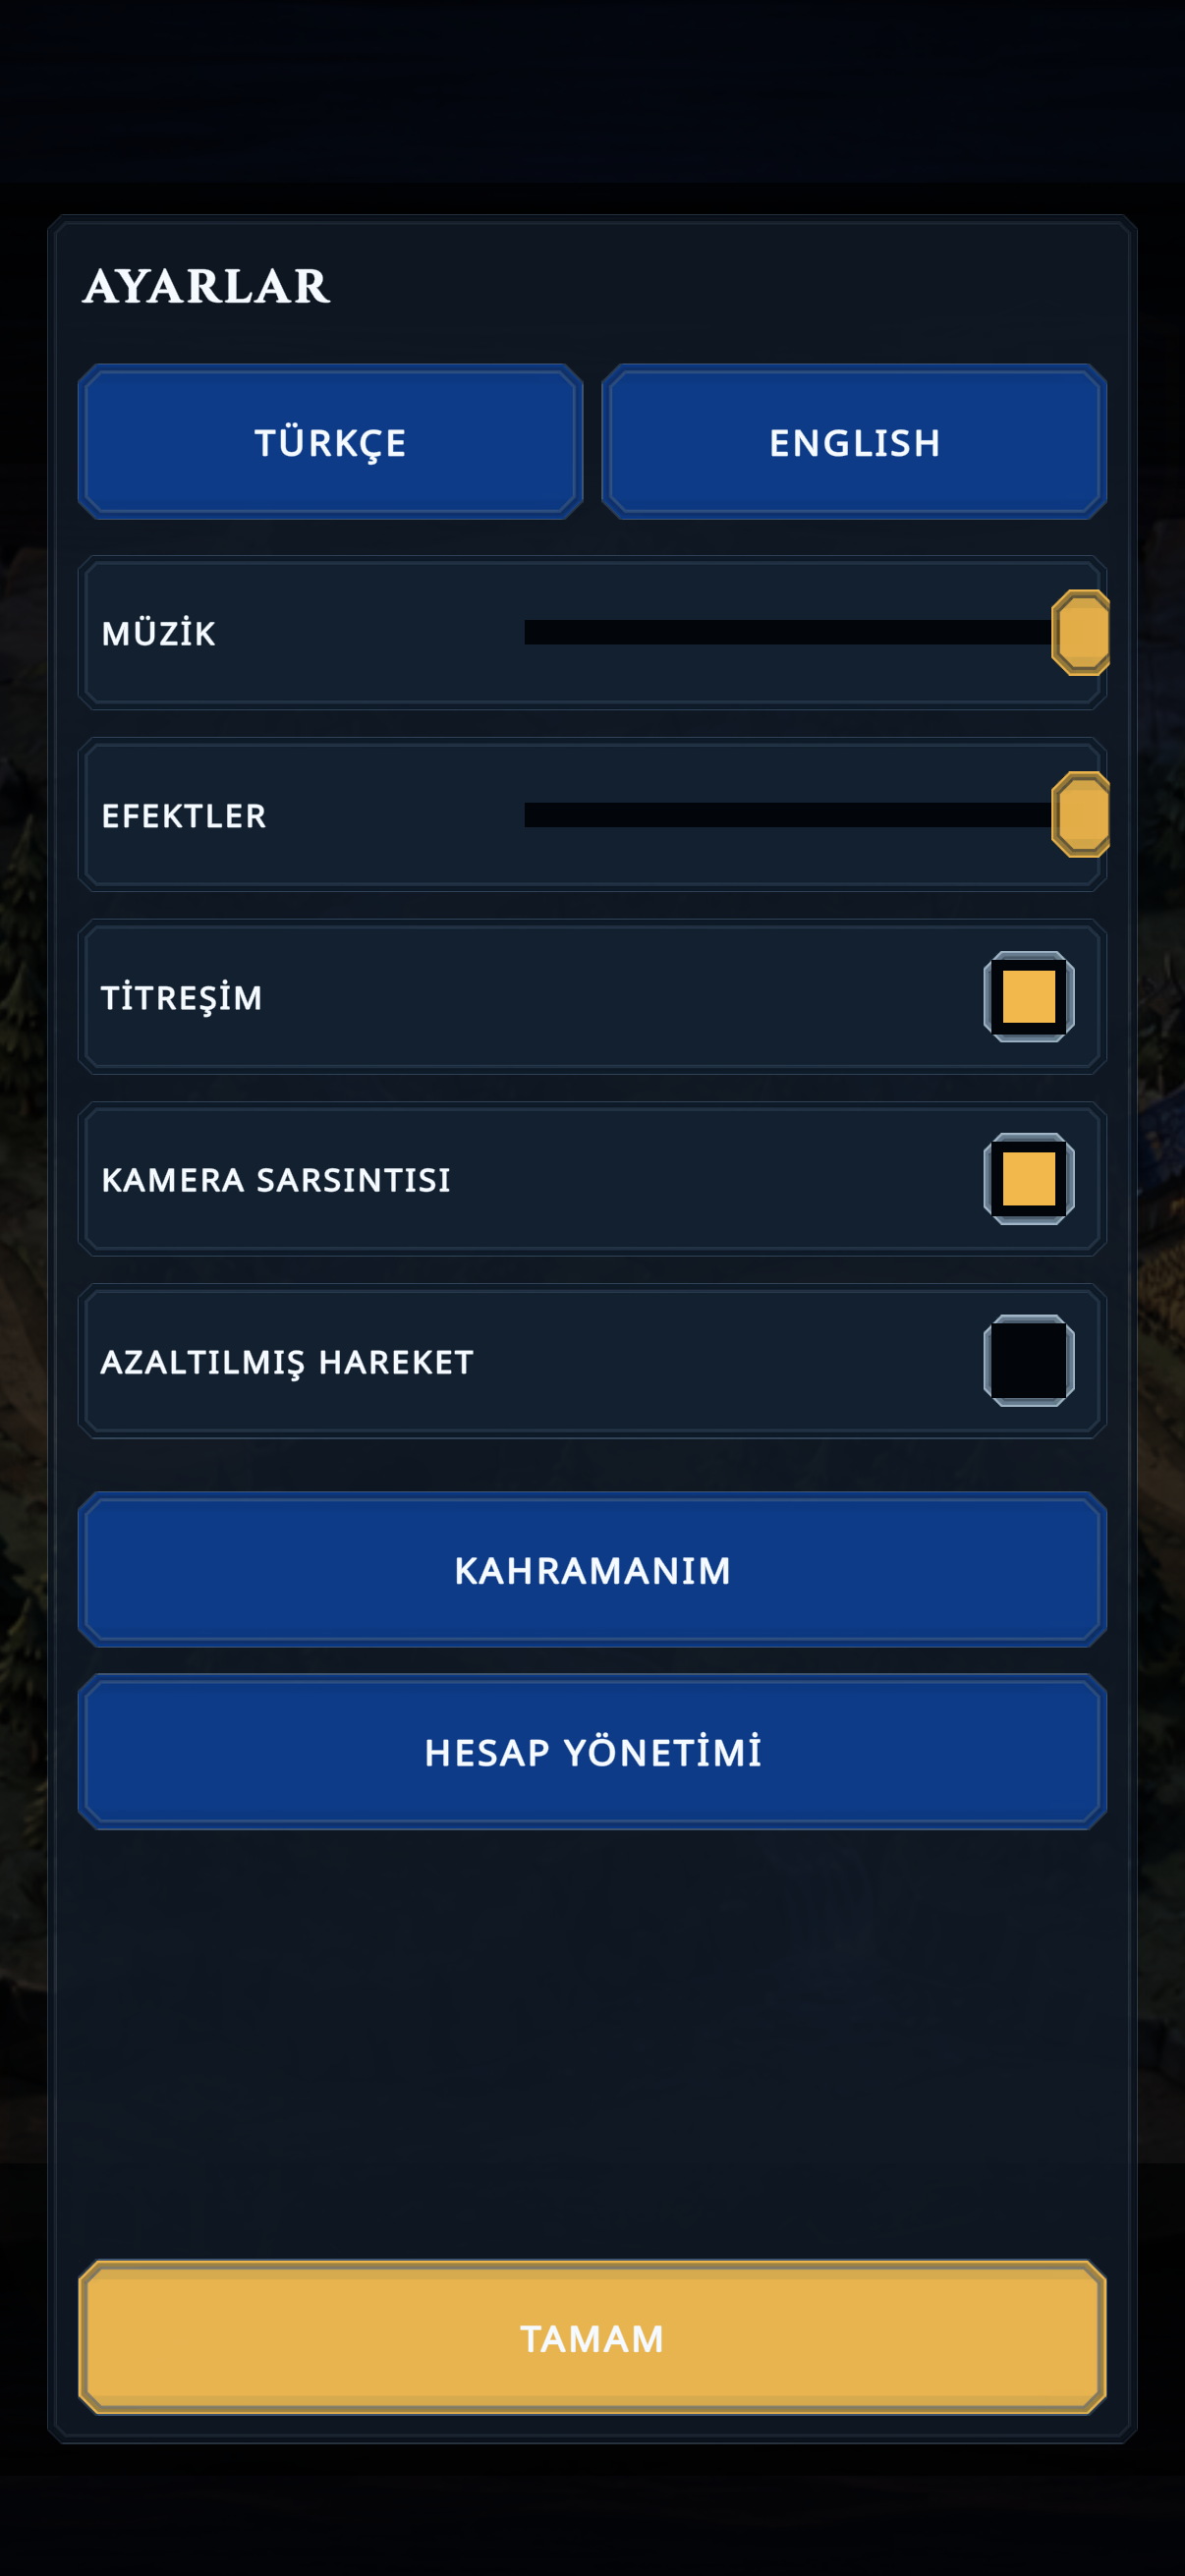 AYARLAR
TÜRKÇE
ENGLISH
MÜZİK
EFEKTLER
TİTREŞİM
KAMERA SARSINTISI
AZALTILMIŞ HAREKET
KAHRAMANIM
HESAP YÖNETİMİ
TAMAM